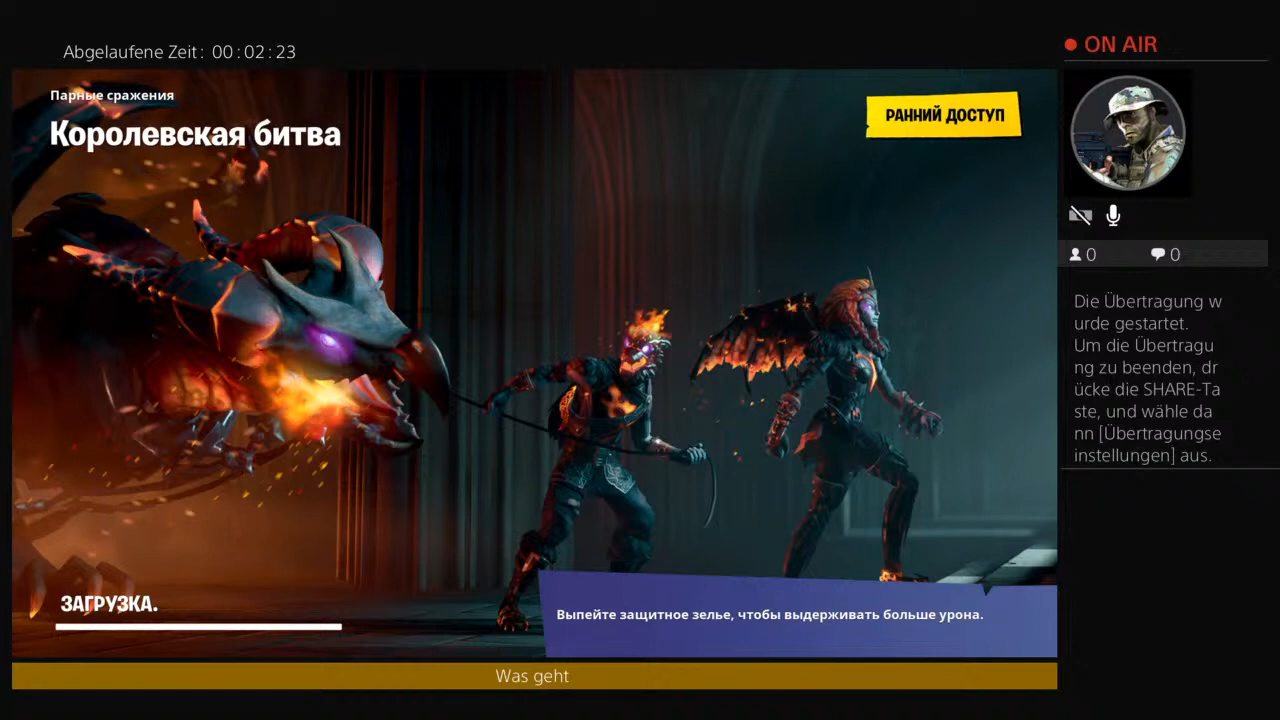 Abgelaufene Zeit: 00:02:23
ON AIR
Парные сражения
Королевская битва
РАННИЙ ДОСТУП
0
0
Die Übertragung w
urde gestartet.
Um die Übertragu
ng zu beenden, dr
ücke die SHARE-Ta
ste, und wähle da
nn [Übertragungse
instellungen] aus.
ЗАГРУЗКА.
Выпейте защитное зелье, чтобы выдерживать больше урона.
Was geht